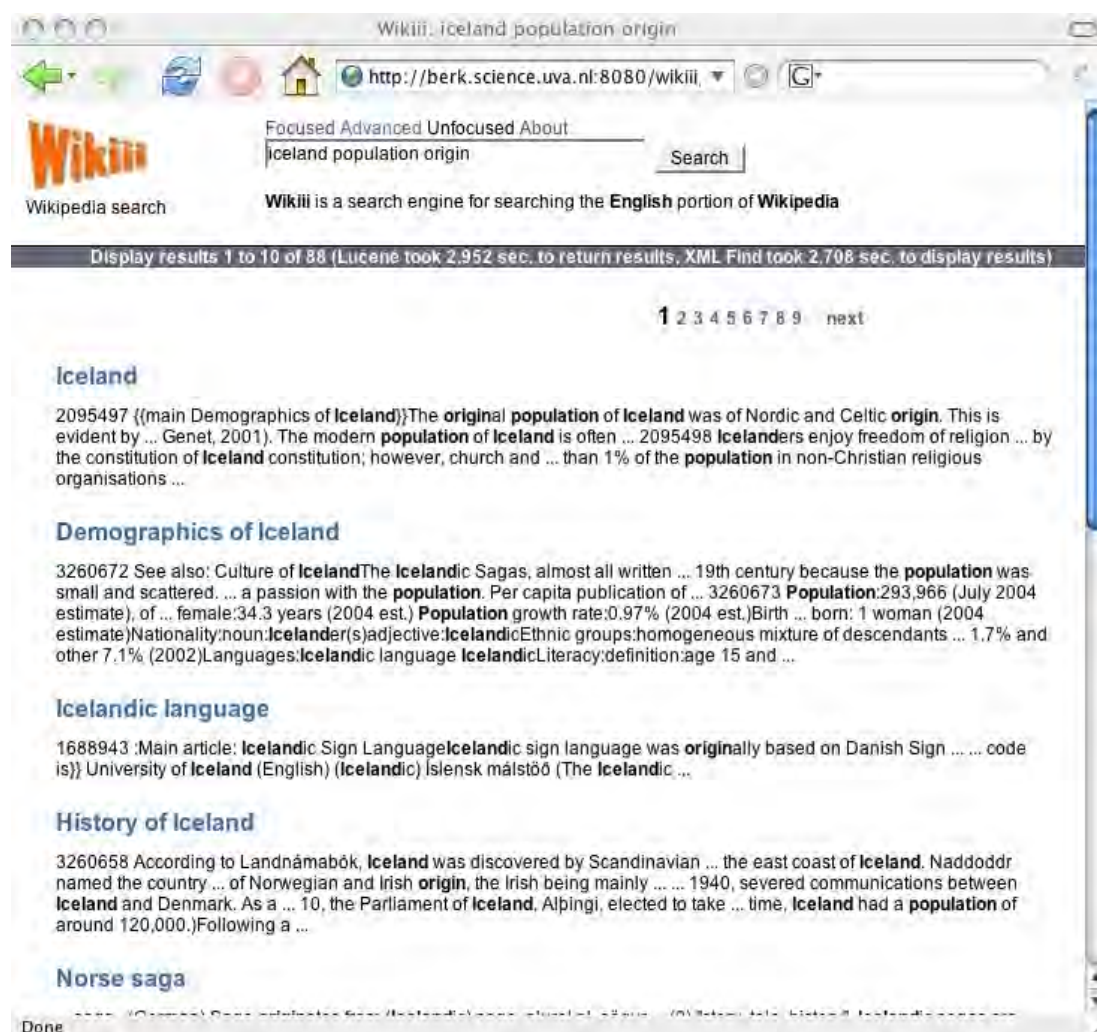 Wikiii: iceland population origin
http://berk.science.uva.nl:8080/wikiii,
G
Wikiii
Wikipedia search
Focused Advanced Unfocused About
iceland population origin
Search
Wikiii is a search engine for searching the English portion of Wikipedia
Display results 1 to 10 of 88 (Lucene took 2,952 sec. to return results, XML Find took 2,708 sec. to display results)
1 2 3 4 5 6 7 8 9 next
Iceland
2095497 {{main Demographics of Iceland}}The original population of Iceland was of Nordic and Celtic origin. This is
evident by ... Genet, 2001). The modern population of Iceland is often ... 2095498 Icelanders enjoy freedom of religion ... by
the constitution of Iceland constitution; however, church and ... than 1% of the population in non-Christian religious
organisations ...
Demographics of Iceland
3260672 See also: Culture of IcelandThe Icelandic Sagas, almost all written ... 19th century because the population was
small and scattered. ... a passion with the population. Per capita publication of ... 3260673 Population:293,966 (July 2004
estimate), of ... female:34.3 years (2004 est.) Population growth rate:0.97% (2004 est.)Birth ... born: 1 woman (2004
estimate)Nationality:noun:Icelander(s)adjective:IcelandicEthnic groups:homogeneous mixture of descendants ... 1.7% and
other 7.1% (2002)Languages:Icelandic language IcelandicLiteracy:definition:age 15 and ...
Icelandic language
1688943 :Main article: Icelandic Sign LanguageIcelandic sign language was originally based on Danish Sign ... ... code
is}} University of Iceland (English) (Icelandic) Íslensk málstöð (The Icelandic ...
History of Iceland
3260658 According to Landnámabók, Iceland was discovered by Scandinavian ... the east coast of Iceland. Naddoddr
named the country ... of Norwegian and Irish origin, the Irish being mainly ... ... 1940, severed communications between
Iceland and Denmark. As a ... 10, the Parliament of Iceland, Alþingi, elected to take ... time, Iceland had a population of
around 120,000.)Following a ...
Norse saga
Done